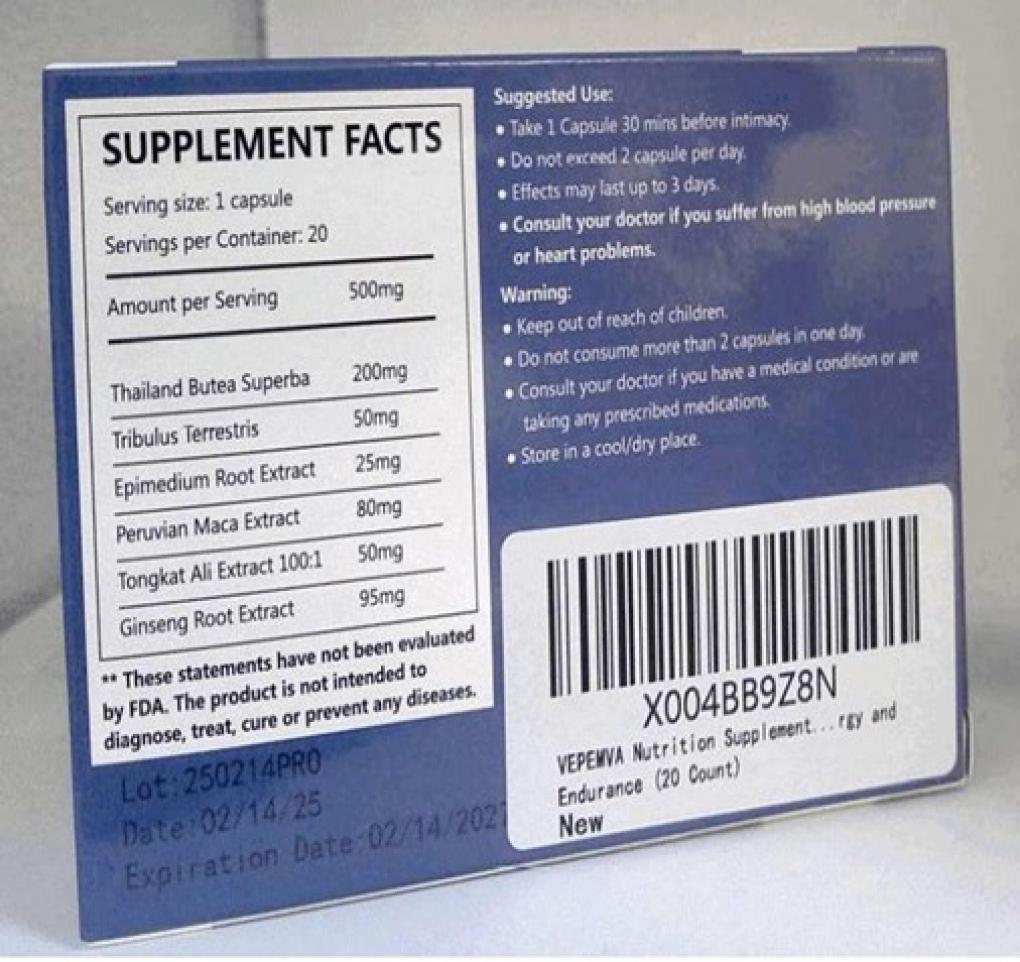 SUPPLEMENT FACTS
Serving size: 1 capsule
Servings per Container: 20
Amount per Serving 500mg
Thailand Butea Superba 200mg
Tribulus Terrestris 50mg
Epimedium Root Extract 25mg
Peruvian Maca Extract 80mg
Tongkat Ali Extract 100:1 50mg
Ginseng Root Extract 95mg
** These statements have not been evaluated
by FDA. The product is not intended to
diagnose, treat, cure or prevent any diseases.
Lot:250214PRO
Date:02/14/25
Expiration Date:02/14/2027
Suggested Use:
• Take 1 Capsule 30 mins before intimacy.
• Do not exceed 2 capsule per day.
• Effects may last up to 3 days.
• Consult your doctor if you suffer from high blood pressure
or heart problems.
Warning:
• Keep out of reach of children.
• Do not consume more than 2 capsules in one day.
• Consult your doctor if you have a medical condition or are
taking any prescribed medications.
• Store in a cool/dry place.
X004BB9Z8N
VEPEWVA Nutrition Supplement...rgy and
Endurance (20 Count)
New